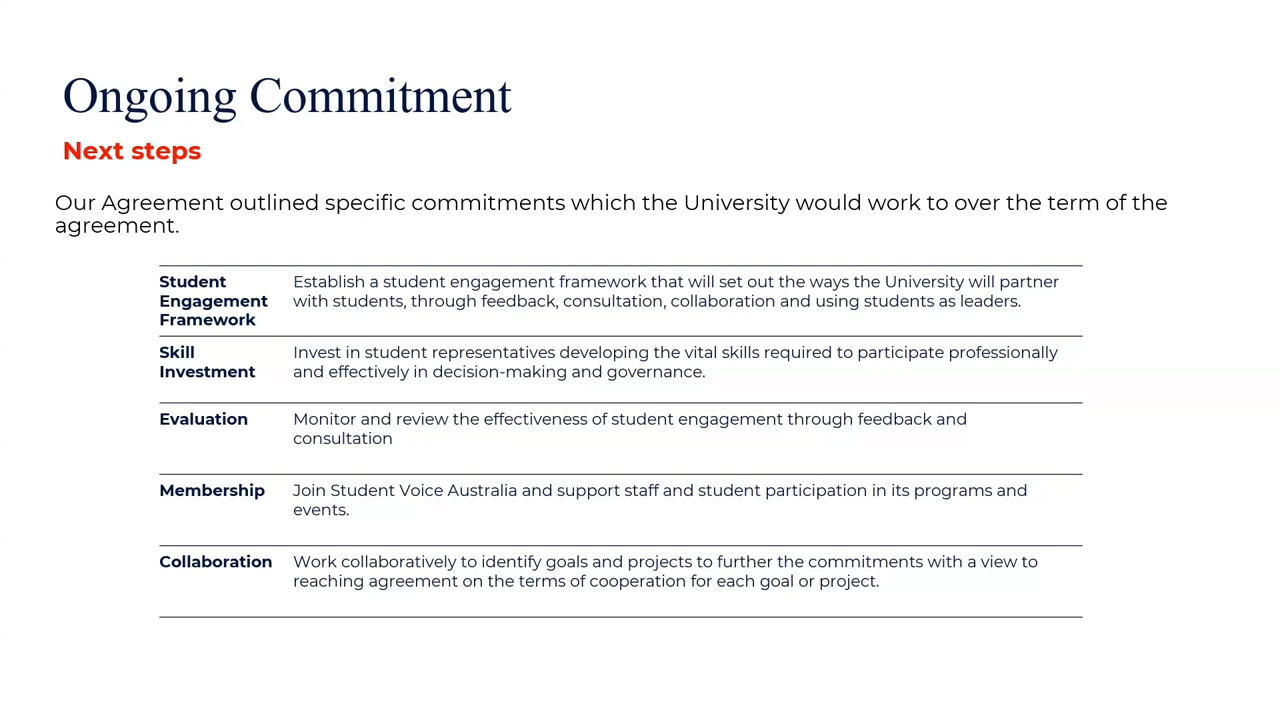 Ongoing Commitment
Next steps
Our Agreement outlined specific commitments which the University would work to over the term of the
agreement.
Student
Engagement
Framework
Establish a student engagement framework that will set out the ways the University will partner
with students, through feedback, consultation, collaboration and using students as leaders.
Skill
Investment
Invest in student representatives developing the vital skills required to participate professionally
and effectively in decision-making and governance.
Evaluation
Monitor and review the effectiveness of student engagement through feedback and
consultation
Membership
Join Student Voice Australia and support staff and student participation in its programs and
events.
Collaboration
Work collaboratively to identify goals and projects to further the commitments with a view to
reaching agreement on the terms of cooperation for each goal or project.